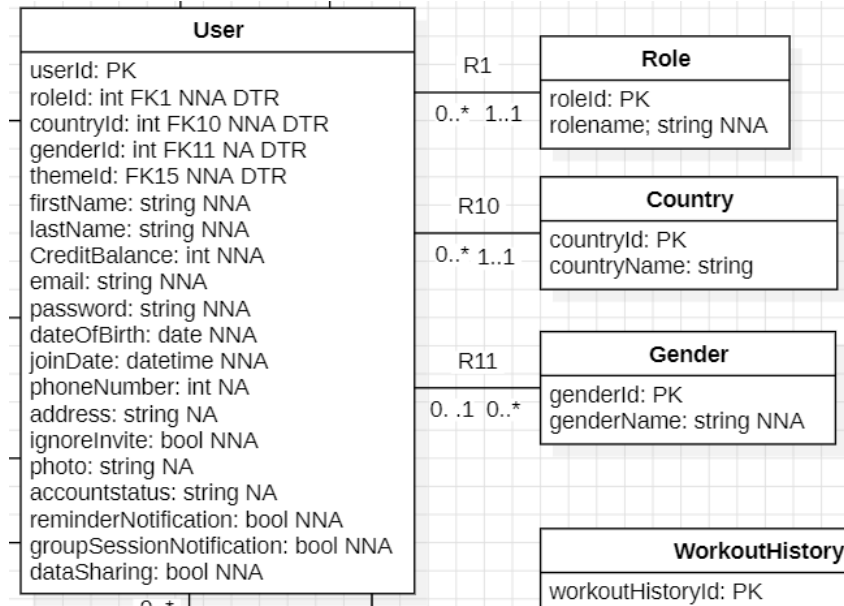 User
userId: PK
roleId: int FK1 NNA DTR
countryId: int FK10 NNA DTR
genderId: int FK11 NA DTR
themeId: FK15 NNA DTR
firstName: string NNA
lastName: string NNA
CreditBalance: int NNA
email: string NNA
password: string NNA
dateOfBirth: date NNA
joinDate: datetime NNA
phoneNumber: int NA
address: string NA
ignoreInvite: bool NNA
photo: string NA
accountstatus: string NA
reminderNotification: bool NNA
groupSessionNotification: bool NNA
dataSharing: bool NNA
0..*
R1
0..* 1..1
Role
roleId: PK
rolename; string NNA
R10
0..* 1..1
Country
countryId: PK
countryName: string
R11
0. .1 0..*
Gender
genderId: PK
genderName: string NNA
WorkoutHistory
workoutHistoryId: PK